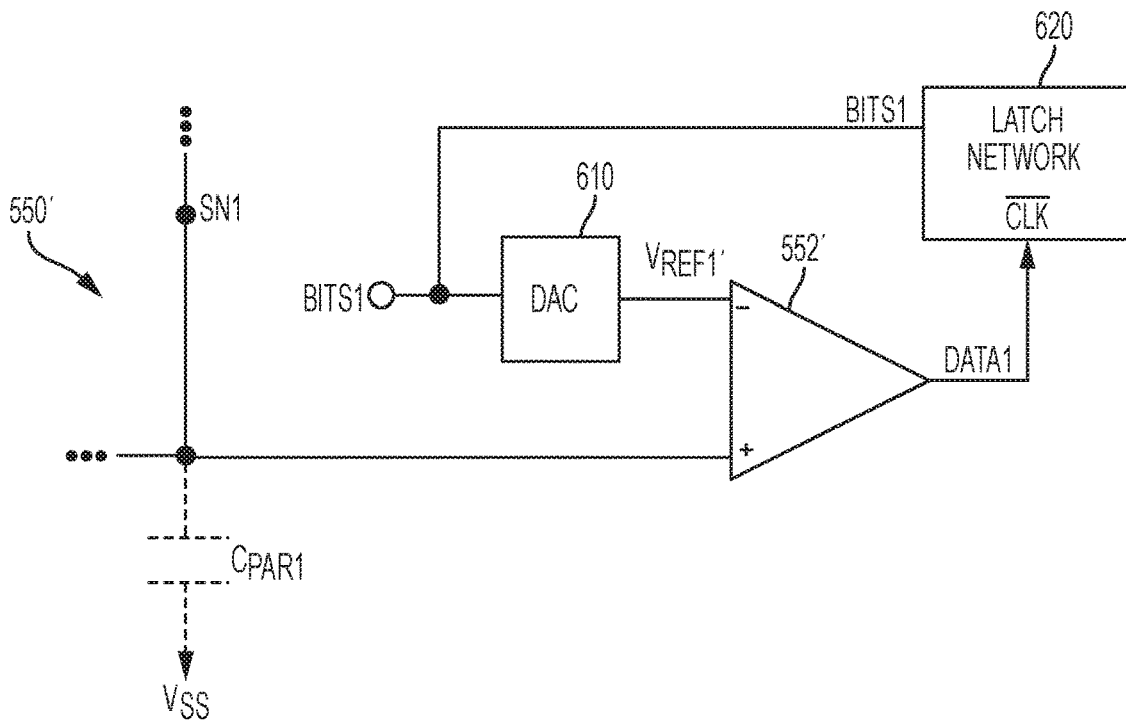 620
BITS1
LATCH
NETWORK
CLK
610
550′
SN1
VREF1′
552′
BITS1
DAC
−
DATA1
+
CPAR1
VSS